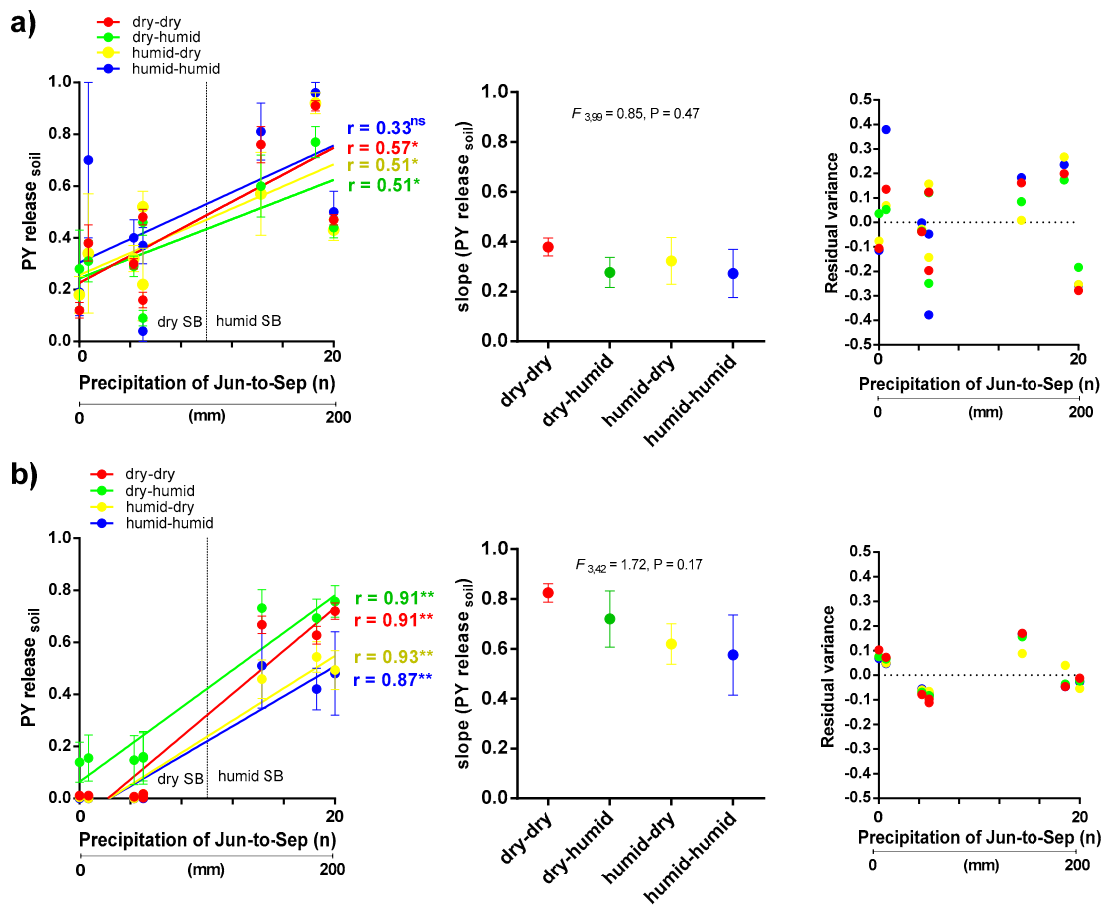 a)
dry-dry
dry-humid
humid-dry
humid-humid
PY release soil
1.0
0.8
0.6
0.4
0.2
0.0
r = 0.33ns
r = 0.57*
r = 0.51*
r = 0.51*
dry SB humid SB
0 20
Precipitation of Jun-to-Sep (n)
0 (mm) 200
slope (PY release soil)
1.0
0.8
0.6
0.4
0.2
0.0
F 3,99 = 0.85, P = 0.47
dry-dry
dry-humid
humid-dry
humid-humid
Residual variance
0.5
0.4
0.3
0.2
0.1
0.0
-0.1
-0.2
-0.3
-0.4
-0.5
0 20
Precipitation of Jun-to-Sep (n)
0 (mm) 200
b)
dry-dry
dry-humid
humid-dry
humid-humid
PY release soil
1.0
0.8
0.6
0.4
0.2
0.0
r = 0.91**
r = 0.91**
r = 0.93**
r = 0.87**
dry SB humid SB
0 20
Precipitation of Jun-to-Sep (n)
0 (mm) 200
slope (PY release soil)
1.0
0.8
0.6
0.4
0.2
0.0
F 3,42 = 1.72, P = 0.17
dry-dry
dry-humid
humid-dry
humid-humid
Residual variance
0.5
0.4
0.3
0.2
0.1
0.0
-0.1
-0.2
-0.3
-0.4
-0.5
0 20
Precipitation of Jun-to-Sep (n)
0 (mm) 200